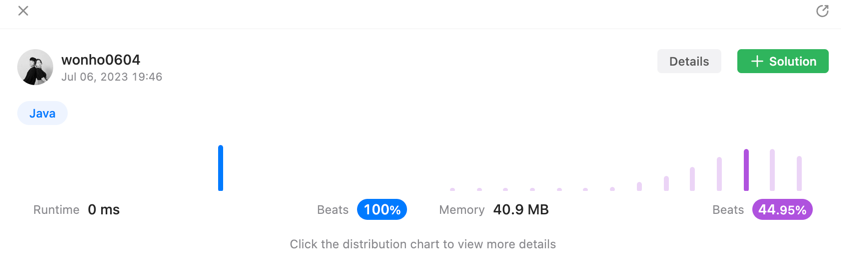 wonho0604
Jul 06, 2023 19:46
Details
+ Solution
Java
Runtime 0 ms Beats 100% Memory 40.9 MB Beats 44.95%
Click the distribution chart to view more details